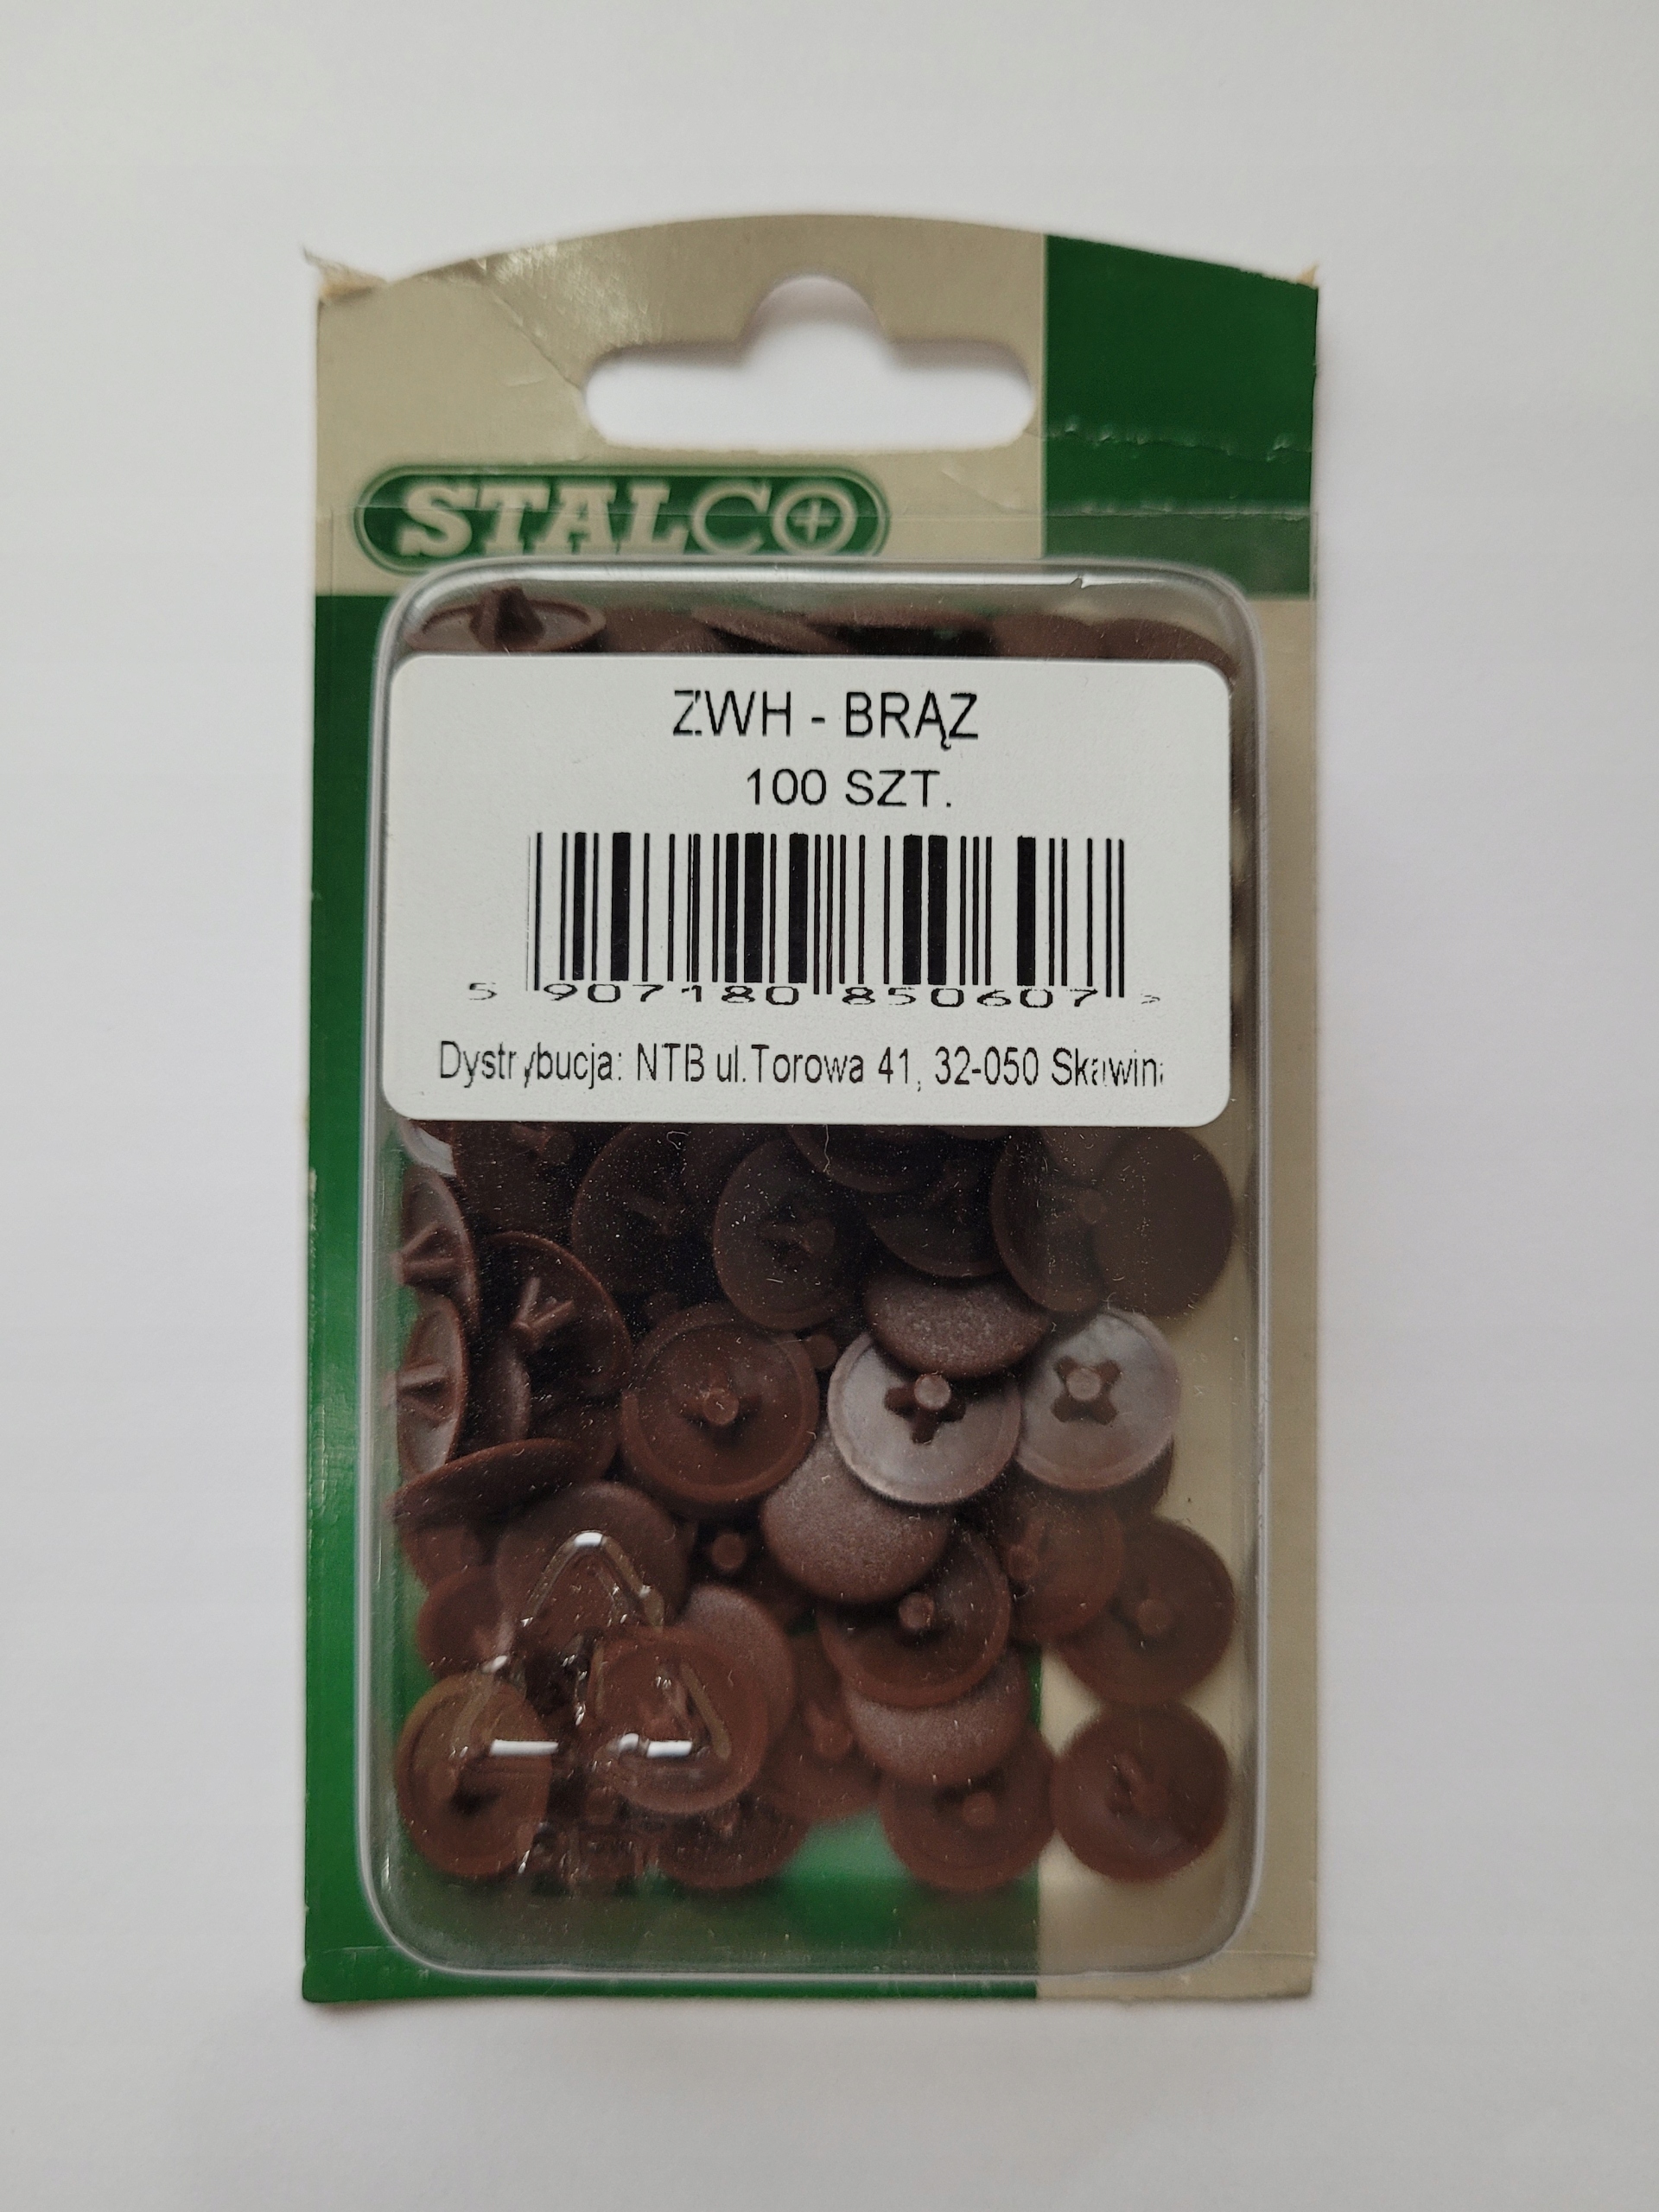 STALCO
ZWH - BRĄZ
100 SZT.
5 907180 850607 >
Dystrybucja: NTB ul.Torowa 41, 32-050 Skawina